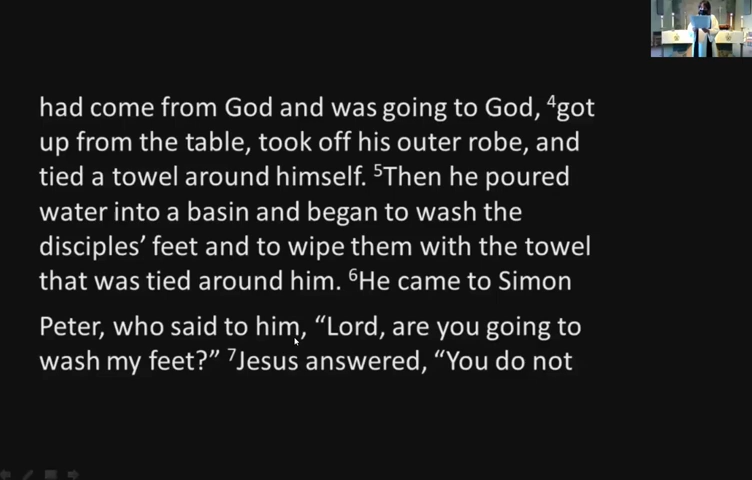 had come from God and was going to God, ⁴got
up from the table, took off his outer robe, and
tied a towel around himself. ⁵Then he poured
water into a basin and began to wash the
disciples’ feet and to wipe them with the towel
that was tied around him. ⁶He came to Simon
Peter, who said to him, “Lord, are you going to
wash my feet?” ⁷Jesus answered, “You do not